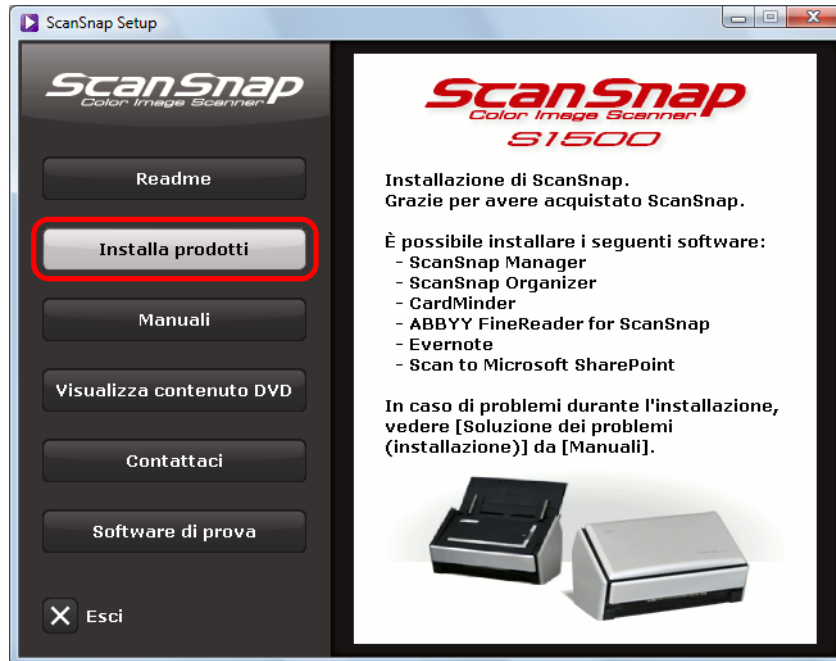 ScanSnap Setup
ScanSnap
Color Image Scanner
Readme
Installa prodotti
Manuali
Visualizza contenuto DVD
Contattaci
Software di prova
Esci
ScanSnap
Color Image Scanner
S1500
Installazione di ScanSnap.
Grazie per avere acquistato ScanSnap.
È possibile installare i seguenti software:
- ScanSnap Manager
- ScanSnap Organizer
- CardMinder
- ABBYY FineReader for ScanSnap
- Evernote
- Scan to Microsoft SharePoint
In caso di problemi durante l'installazione,
vedere [Soluzione dei problemi
(installazione)] da [Manuali].